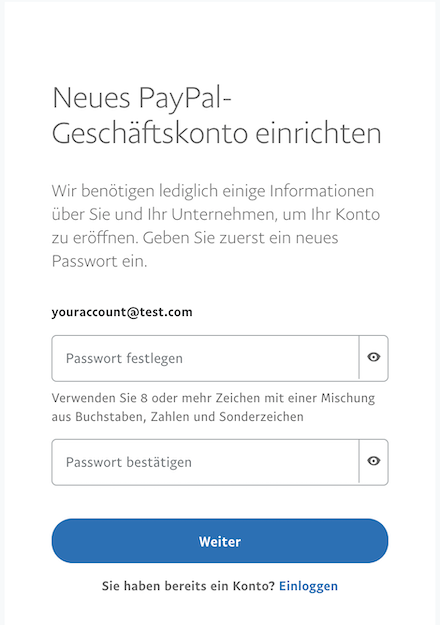 Neues PayPal-
Geschäftskonto einrichten
Wir benötigen lediglich einige Informationen
über Sie und Ihr Unternehmen, um Ihr Konto
zu eröffnen. Geben Sie zuerst ein neues
Passwort ein.
youraccount@test.com
Passwort festlegen
Verwenden Sie 8 oder mehr Zeichen mit einer Mischung
aus Buchstaben, Zahlen und Sonderzeichen
Passwort bestätigen
Weiter
Sie haben bereits ein Konto? Einloggen